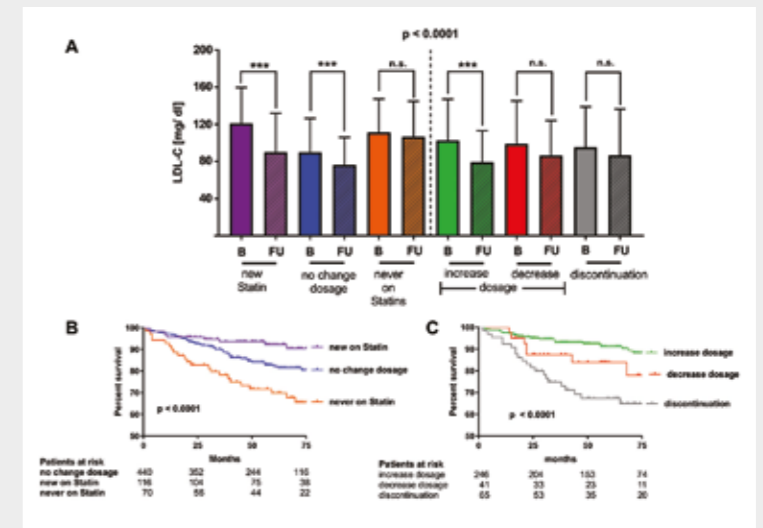 A
p < 0.0001
200
160
120
80
40
LDL-C [mg/ dl]
*** *** n.s. *** n.s. n.s.
B FU B FU B FU B FU B FU B FU
new Statin
no change dosage
never on Statins
increase decrease discontinuation
dosage
B
100
90
80
70
60
50
Percent survival
new on Statin
no change dosage
never on Statin
p < 0.0001
0 25 50 75
Months
Patients at risk
no change dosage 440 352 244 116
new on Statin 116 104 75 38
never on Statin 70 55 44 22
C
100
90
80
70
60
50
Percent survival
increase dosage
decrease dosage
discontinuation
p < 0.0001
0 25 50 75
months
Patients at risk
increase dosage 246 204 153 74
decrease dosage 41 33 23 11
discontinuation 65 53 35 20